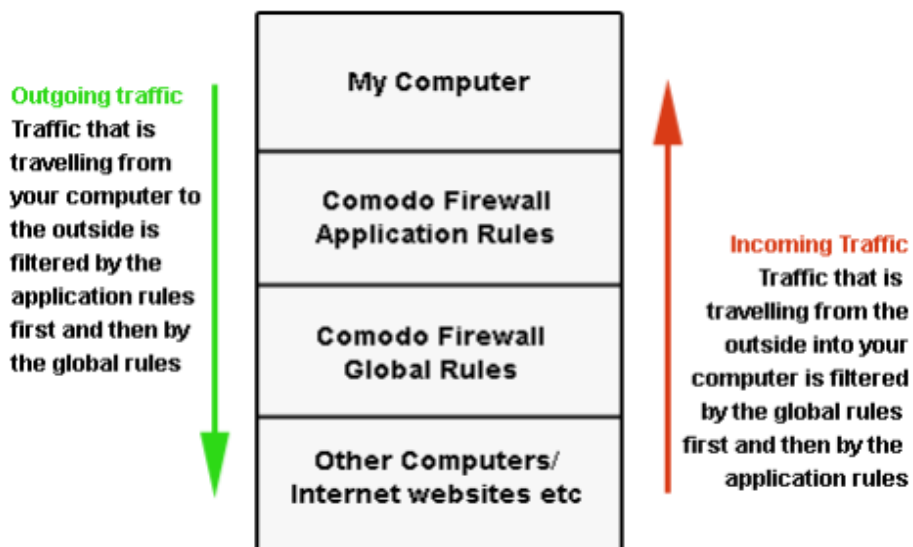 My Computer
Outgoing traffic
Traffic that is
travelling from
your computer to
the outside is
filtered by the
application rules
first and then by
the global rules
Comodo Firewall
Application Rules
Comodo Firewall
Global Rules
Other Computers/
Internet websites etc
Incoming Traffic
Traffic that is
travelling from the
outside into your
computer is filtered
by the global rules
first and then by the
application rules